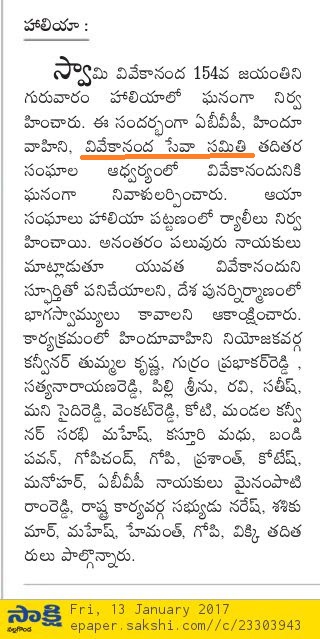 హాలియా :
స్వామి వివేకానంద 154వ జయంతిని
గురువారం హాలియాలో ఘనంగా నిర్వ
హించారు. ఈ సందర్భంగా ఏబీవీపీ, హిందూ
వాహిని, వివేకానంద సేవా సమితి తదితర
సంఘాల ఆధ్వర్యంలో వివేకానందునికి
ఘనంగా నివాళులర్పించారు. ఆయా
సంఘాలు హాలియా పట్టణంలో ర్యాలీలు నిర్వ
హించాయి. అనంతరం పలువురు నాయకులు
మాట్లాడుతూ యువత వివేకానందుని
స్ఫూర్తితో పనిచేయాలని, దేశ పునర్నిర్మాణంలో
భాగస్వామ్యులు కావాలని ఆకాంక్షించారు.
కార్యక్రమంలో హిందూవాహిని నియోజకవర్గ
కన్వీనర్ తుమ్మల కృష్ణ, గుర్రం ప్రభాకర్‌రెడ్డి ,
సత్యనారాయణరెడ్డి, పిల్లి శ్రీను, రవి, సతీష్,
మని సైదిరెడ్డి, వెంకట్‌రెడ్డి, కోటి, మండల కన్వీ
నర్ సరభి మహేష్, కస్తూరి మధు, బండి
పవన్, గోపిచంద్, గోపి, ప్రశాంత్, కోటేష్,
మనోహర్, ఏబీవీపీ నాయకులు మైనంపాటి
రాంరెడ్డి, రాష్ట్ర కార్యవర్గ సభ్యుడు నరేష్, శశికు
మార్, మహేష్, హేమంత్, గోపి, విక్కి తదిత
రులు పాల్గొన్నారు.
సాక్షి
నల్లగొండ
Fri, 13 January 2017
epaper.sakshi.com//c/23303943